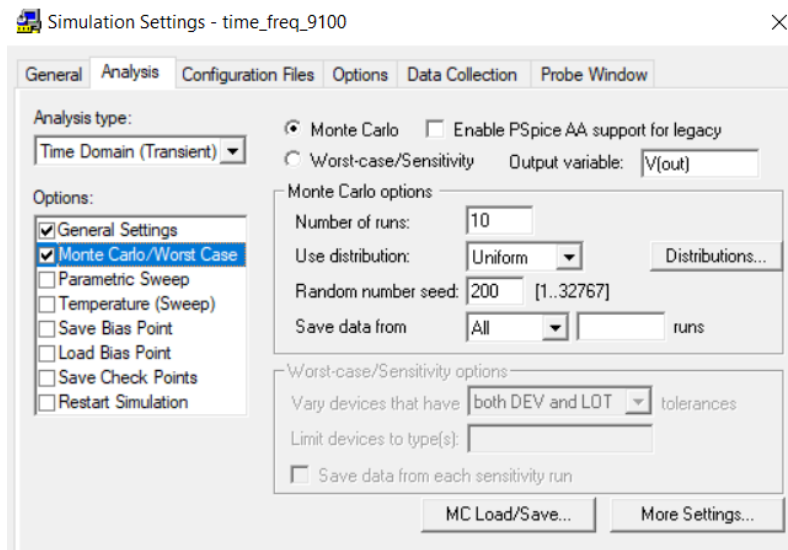 Simulation Settings - time_freq_9100
General Analysis Configuration Files Options Data Collection Probe Window
Analysis type:
Time Domain (Transient)
Options:
General Settings
Monte Carlo/Worst Case
Parametric Sweep
Temperature (Sweep)
Save Bias Point
Load Bias Point
Save Check Points
Restart Simulation
Monte Carlo Enable PSpice AA support for legacy
Worst-case/Sensitivity Output variable: V(out)
Monte Carlo options
Number of runs: 10
Use distribution: Uniform Distributions...
Random number seed: 200 [1..32767]
Save data from All runs
Worst-case/Sensitivity options
Vary devices that have both DEV and LOT tolerances
Limit devices to type(s):
Save data from each sensitivity run
MC Load/Save... More Settings...